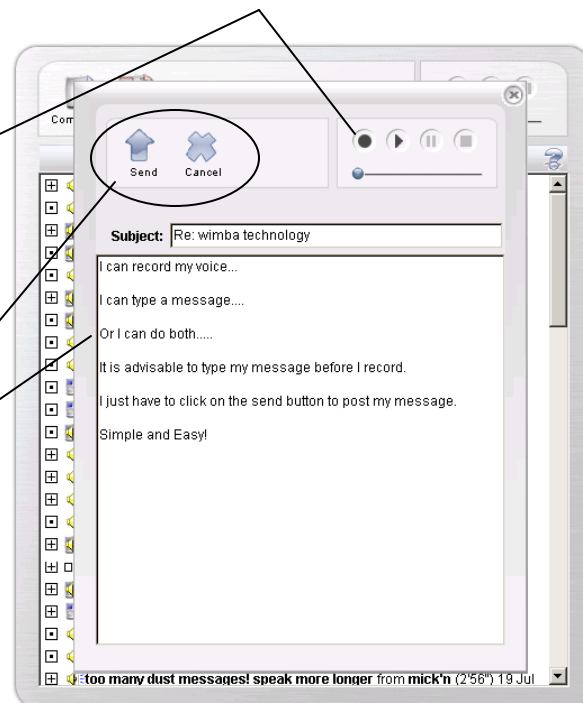 Com
Send Cancel
Subject: Re: wimba technology
I can record my voice...
I can type a message....
Or I can do both.....
It is advisable to type my message before I record.
I just have to click on the send button to post my message.
Simple and Easy!
too many dust messages! speak more longer from mick'n (2'56") 19 Jul